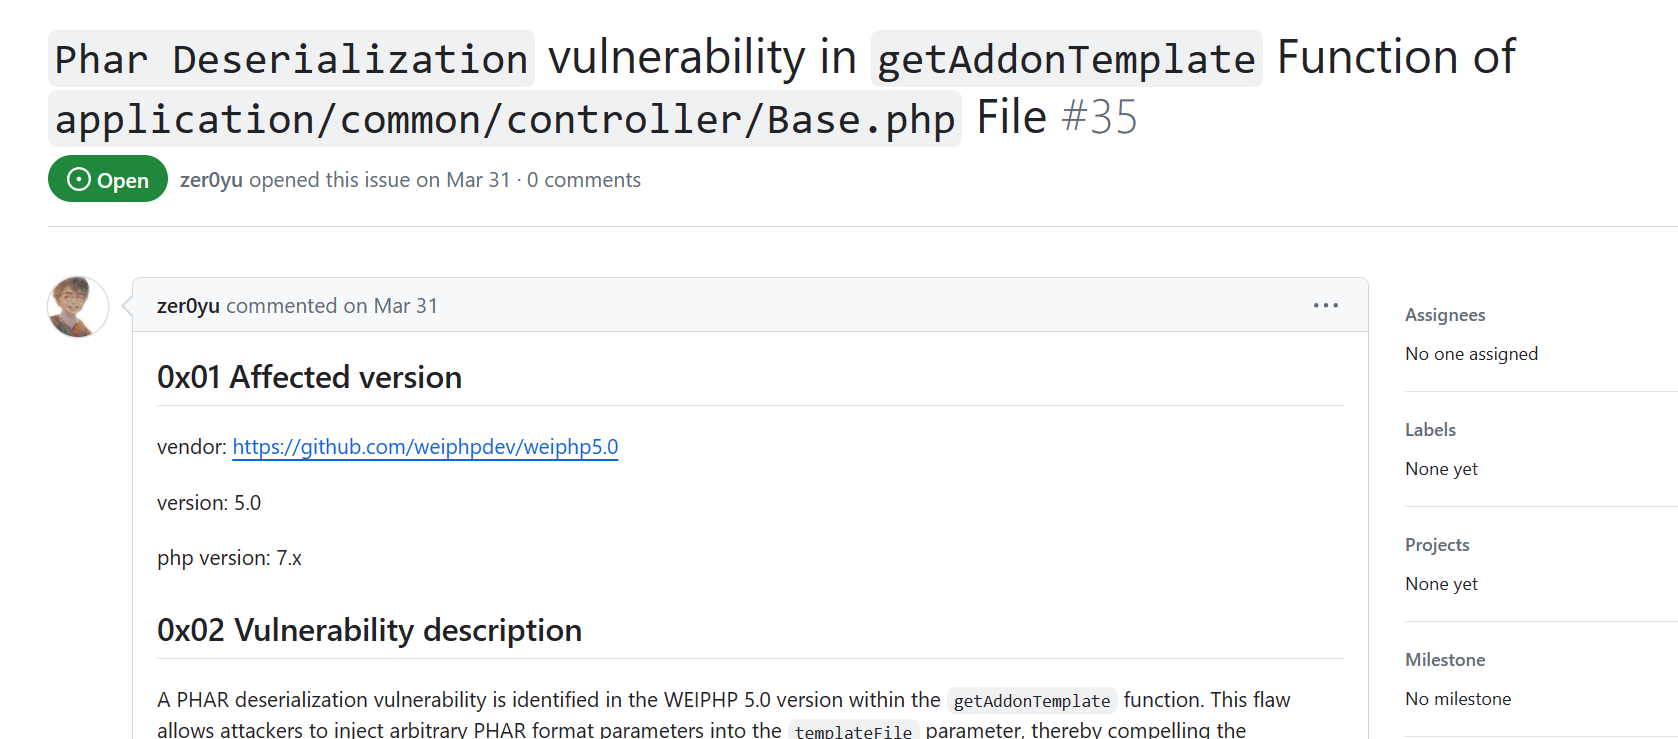 Phar Deserialization vulnerability in getAddonTemplate Function of
application/common/controller/Base.php File #35
Open zer0yu opened this issue on Mar 31 · 0 comments
zer0yu commented on Mar 31
0x01 Affected version
vendor: https://github.com/weiphpdev/weiphp5.0
version: 5.0
php version: 7.x
0x02 Vulnerability description
A PHAR deserialization vulnerability is identified in the WEIPHP 5.0 version within the getAddonTemplate function. This flaw
allows attackers to inject arbitrary PHAR format parameters into the templateFile parameter, thereby compelling the
Assignees
No one assigned
Labels
None yet
Projects
None yet
Milestone
No milestone